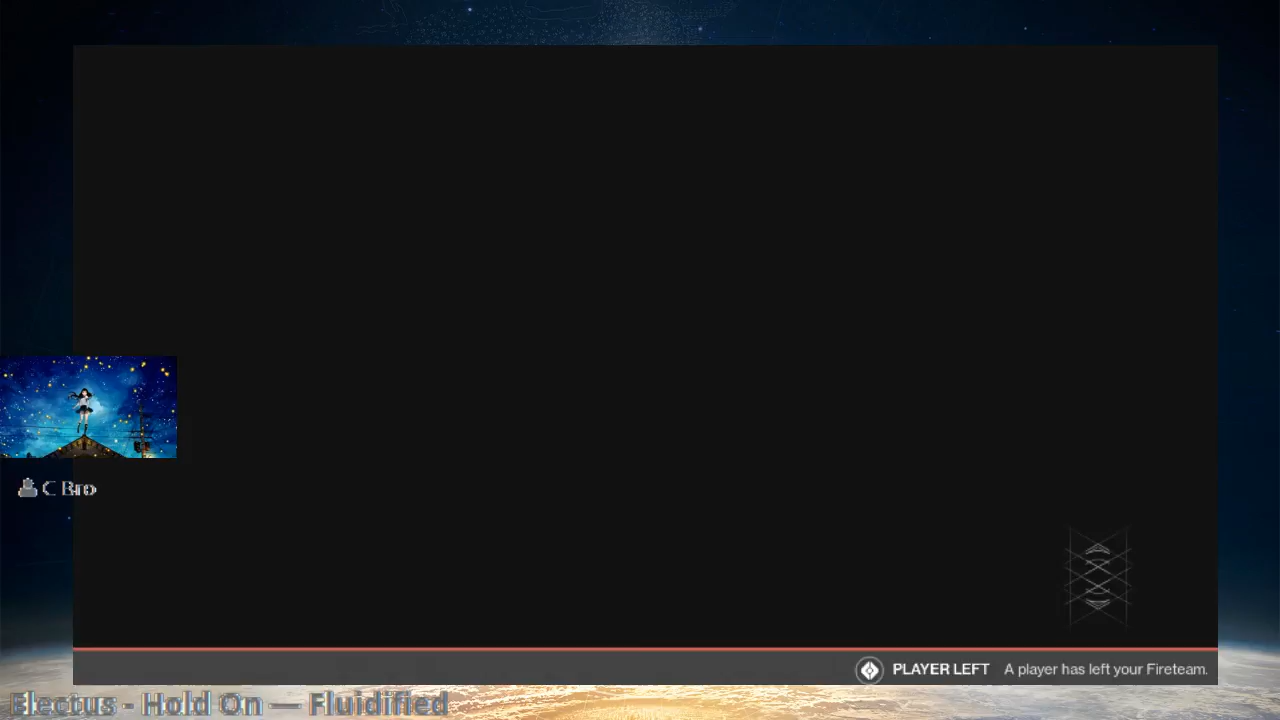 C Bro
PLAYER LEFT A player has left your Fireteam.
Electus - Hold On — Fluidified